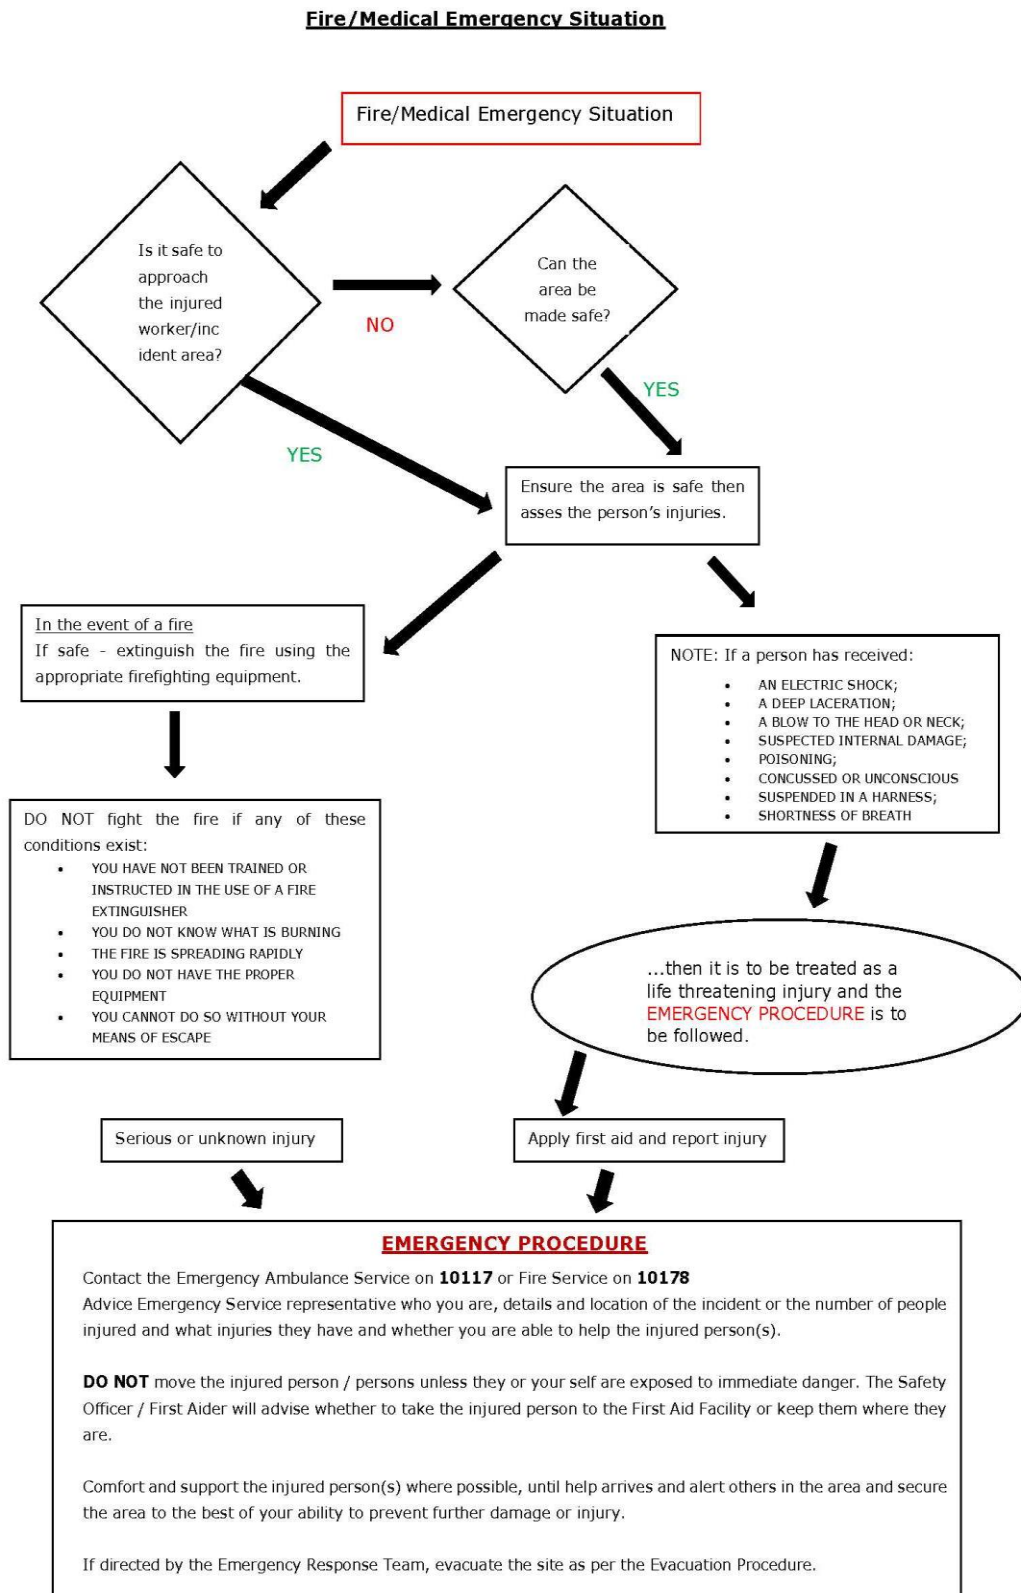 Fire/Medical Emergency Situation
Fire/Medical Emergency Situation
Is it safe to
approach
the injured
worker/inc
ident area?
NO
Can the
area be
made safe?
YES
YES
Ensure the area is safe then
asses the person's injuries.
In the event of a fire
If safe - extinguish the fire using the
appropriate firefighting equipment.
NOTE: If a person has received:
• AN ELECTRIC SHOCK;
• A DEEP LACERATION;
• A BLOW TO THE HEAD OR NECK;
• SUSPECTED INTERNAL DAMAGE;
• POISONING;
• CONCUSSED OR UNCONSCIOUS
• SUSPENDED IN A HARNESS;
• SHORTNESS OF BREATH
DO NOT fight the fire if any of these
conditions exist:
• YOU HAVE NOT BEEN TRAINED OR
INSTRUCTED IN THE USE OF A FIRE
EXTINGUISHER
• YOU DO NOT KNOW WHAT IS BURNING
• THE FIRE IS SPREADING RAPIDLY
• YOU DO NOT HAVE THE PROPER
EQUIPMENT
• YOU CANNOT DO SO WITHOUT YOUR
MEANS OF ESCAPE
...then it is to be treated as a
life threatening injury and the
EMERGENCY PROCEDURE is to
be followed.
Serious or unknown injury
Apply first aid and report injury
EMERGENCY PROCEDURE
Contact the Emergency Ambulance Service on 10117 or Fire Service on 10178
Advice Emergency Service representative who you are, details and location of the incident or the number of people
injured and what injuries they have and whether you are able to help the injured person(s).
DO NOT move the injured person / persons unless they or your self are exposed to immediate danger. The Safety
Officer / First Aider will advise whether to take the injured person to the First Aid Facility or keep them where they
are.
Comfort and support the injured person(s) where possible, until help arrives and alert others in the area and secure
the area to the best of your ability to prevent further damage or injury.
If directed by the Emergency Response Team, evacuate the site as per the Evacuation Procedure.